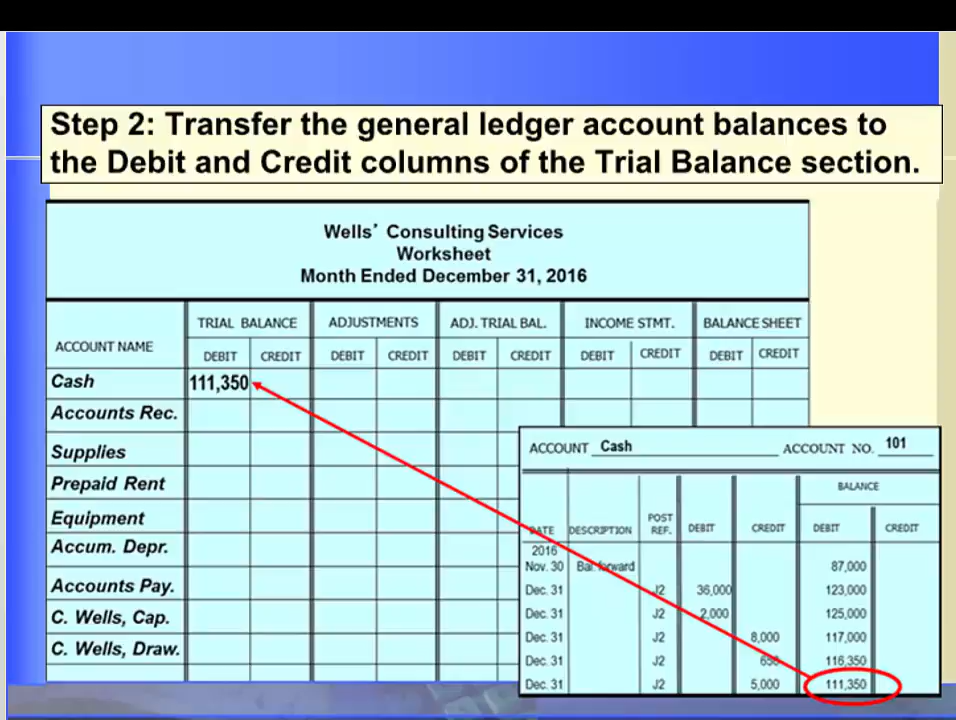 Step 2: Transfer the general ledger account balances to
the Debit and Credit columns of the Trial Balance section.
Wells' Consulting Services
Worksheet
Month Ended December 31, 2016
ACCOUNT NAME
TRIAL BALANCE ADJUSTMENTS ADJ. TRIAL BAL. INCOME STMT. BALANCE SHEET
DEBIT CREDIT DEBIT CREDIT DEBIT CREDIT DEBIT CREDIT DEBIT CREDIT
Cash 111,350
Accounts Rec.
Supplies
Prepaid Rent
Equipment
Accum. Depr.
Accounts Pay.
C. Wells, Cap.
C. Wells, Draw.
ACCOUNT Cash ACCOUNT NO. 101
BALANCE
DATE DESCRIPTION POST REF. DEBIT CREDIT DEBIT CREDIT
2016
Nov. 30 Bal. forward 87,000
Dec. 31 J2 36,000 123,000
Dec. 31 J2 2,000 125,000
Dec. 31 J2 8,000 117,000
Dec. 31 J2 650 116,350
Dec. 31 J2 5,000 111,350